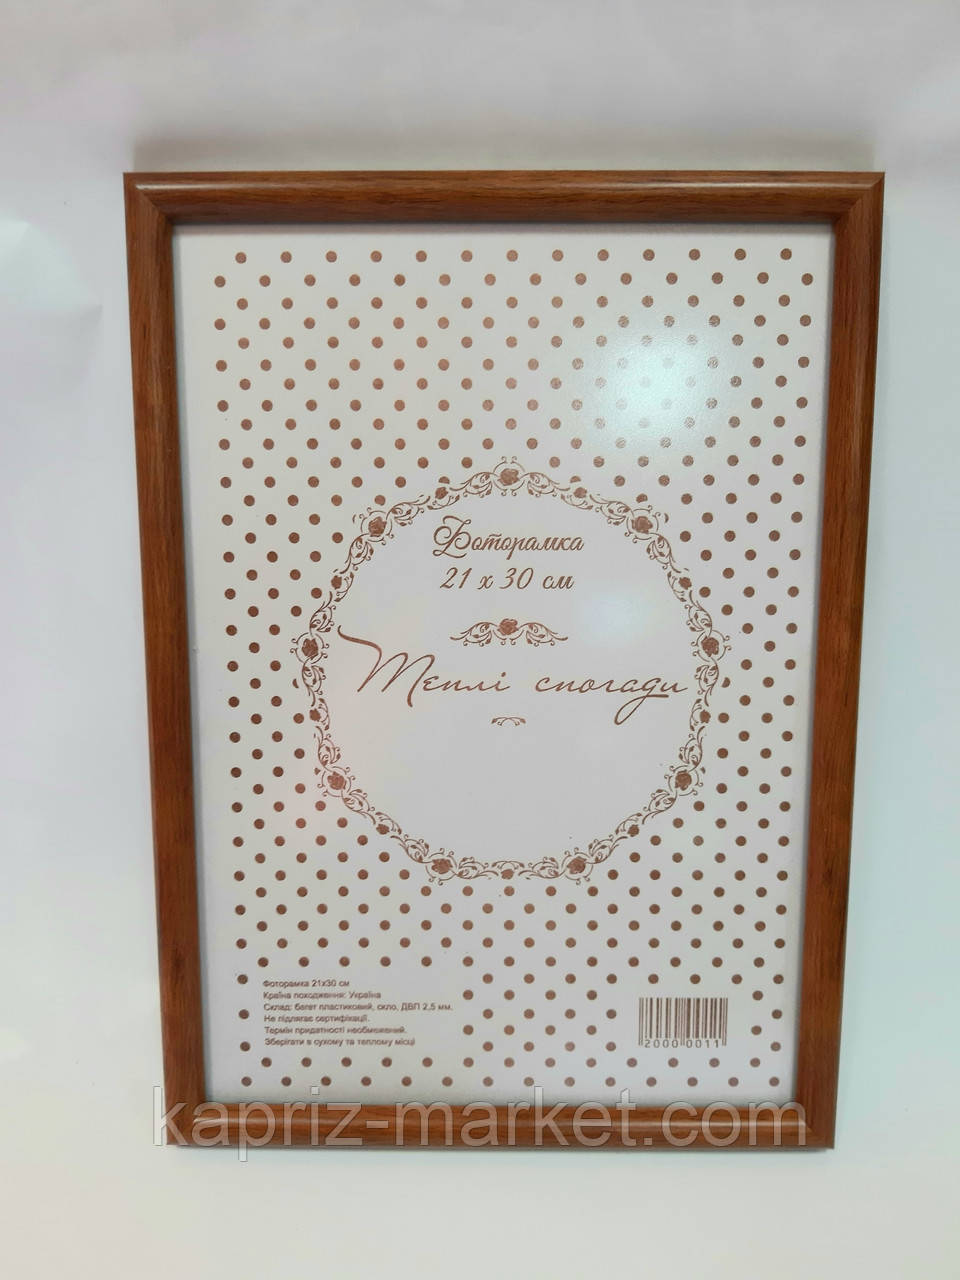 Фоторамка
21 х 30 см
Теплі спогади
Фоторамка 21х30 см
Країна походження: Україна
Склад: багет пластиковий, скло, ДВП 2,5 мм.
Не підлягає сертифікації.
Термін придатності необмежений.
Зберігати в сухому та теплому місці
2000 0011
kapriz-market.com